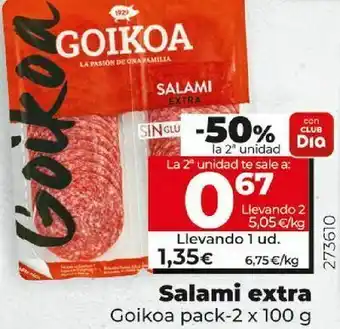 1929
GOIKOA
LA PASIÓN DE UNA FAMILIA
Goikoa
SALAMI
EXTRA
SIN GLU
-50%
la 2ª unidad
con
CLUB
Dia
La 2ª unidad te sale a:
0,67
Llevando 2
5,05 €/kg
Llevando 1 ud.
1,35€
6,75 €/kg
273610
Salami extra
Goikoa pack-2 x 100 g